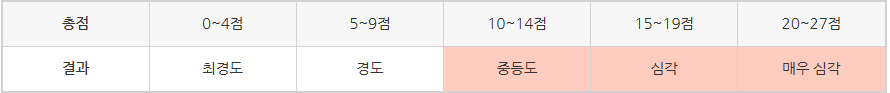 총점 0~4점 5~9점 10~14점 15~19점 20~27점
결과 최경도 경도 중등도 심각 매우 심각